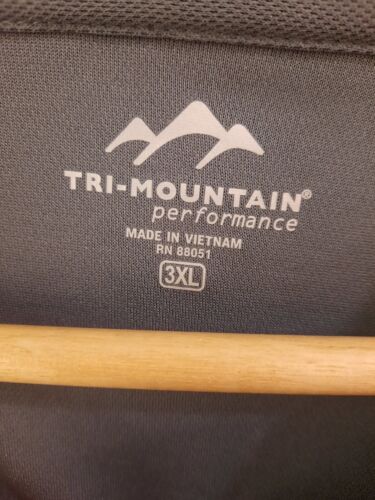 TRI-MOUNTAIN®
performance
MADE IN VIETNAM
RN 88051
3XL